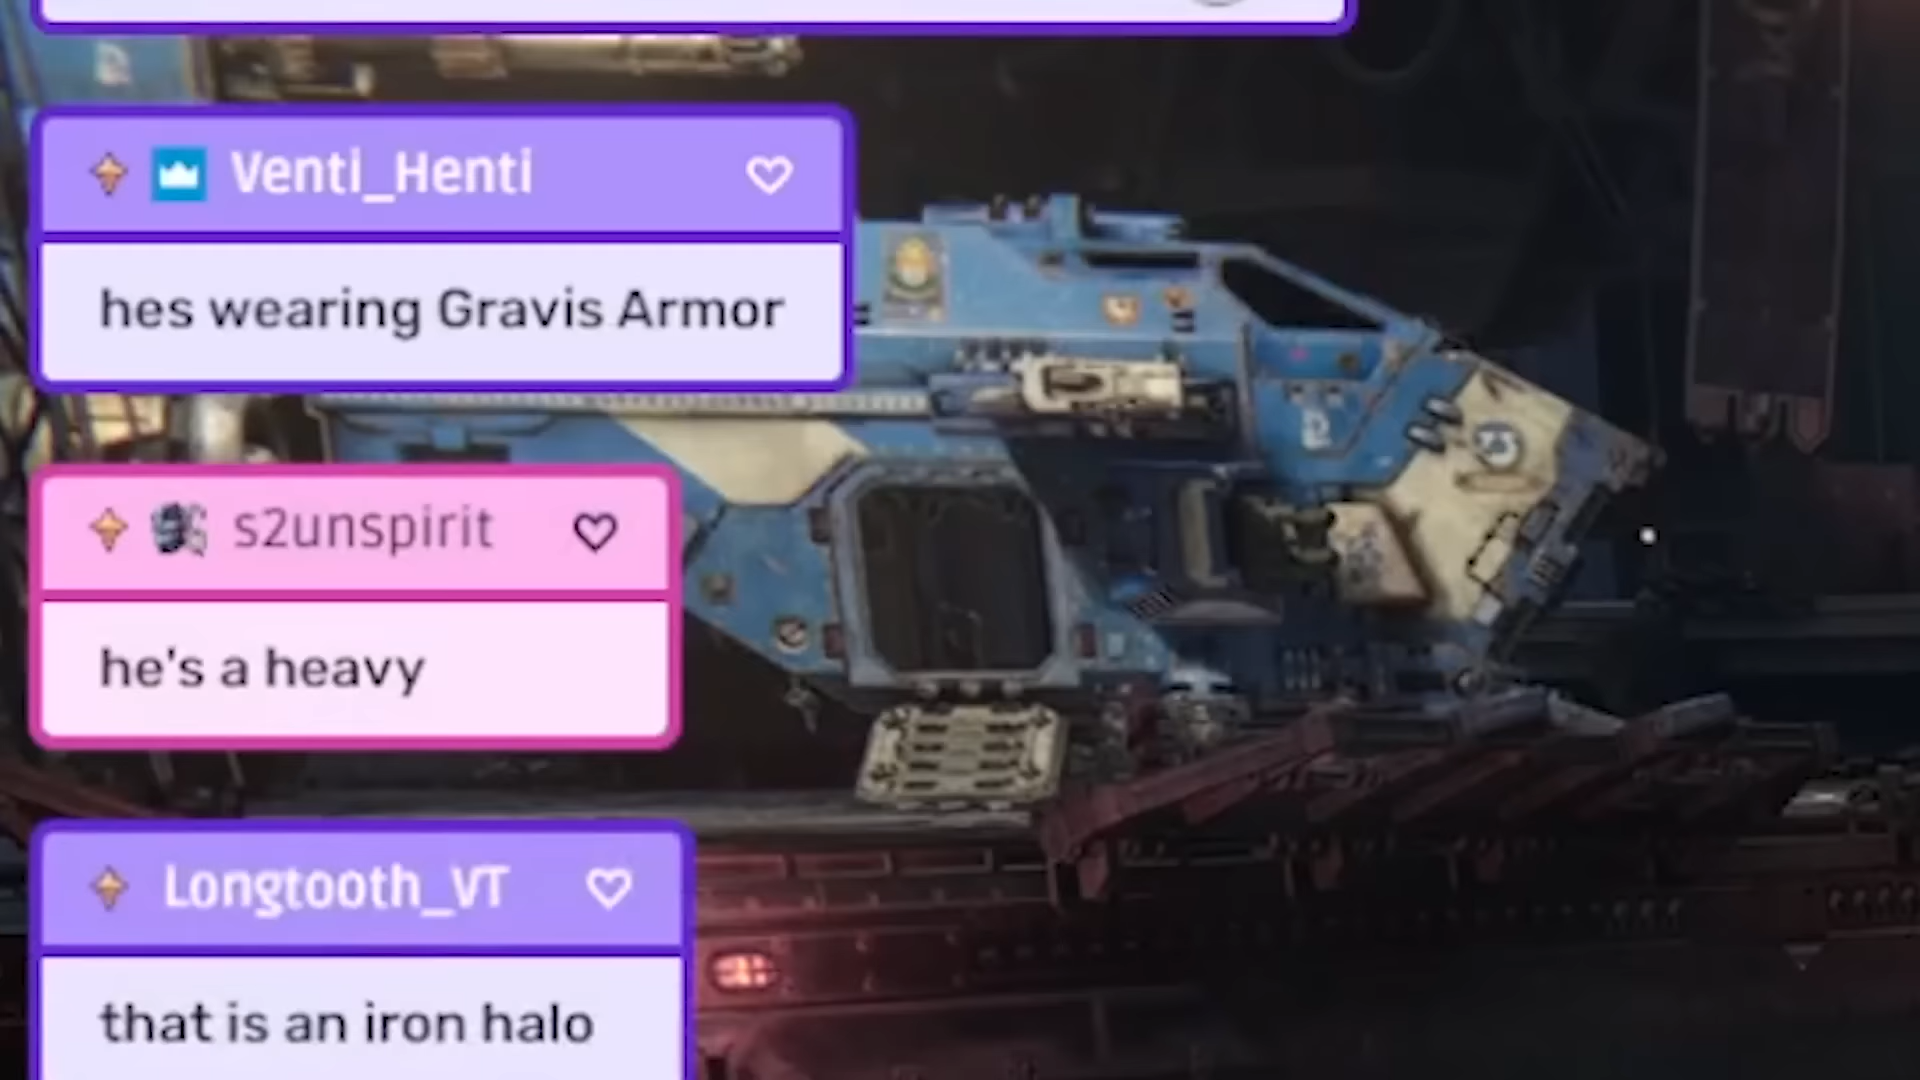 Venti_Henti
hes wearing Gravis Armor
s2unspirit
he's a heavy
Longtooth_VT
that is an iron halo